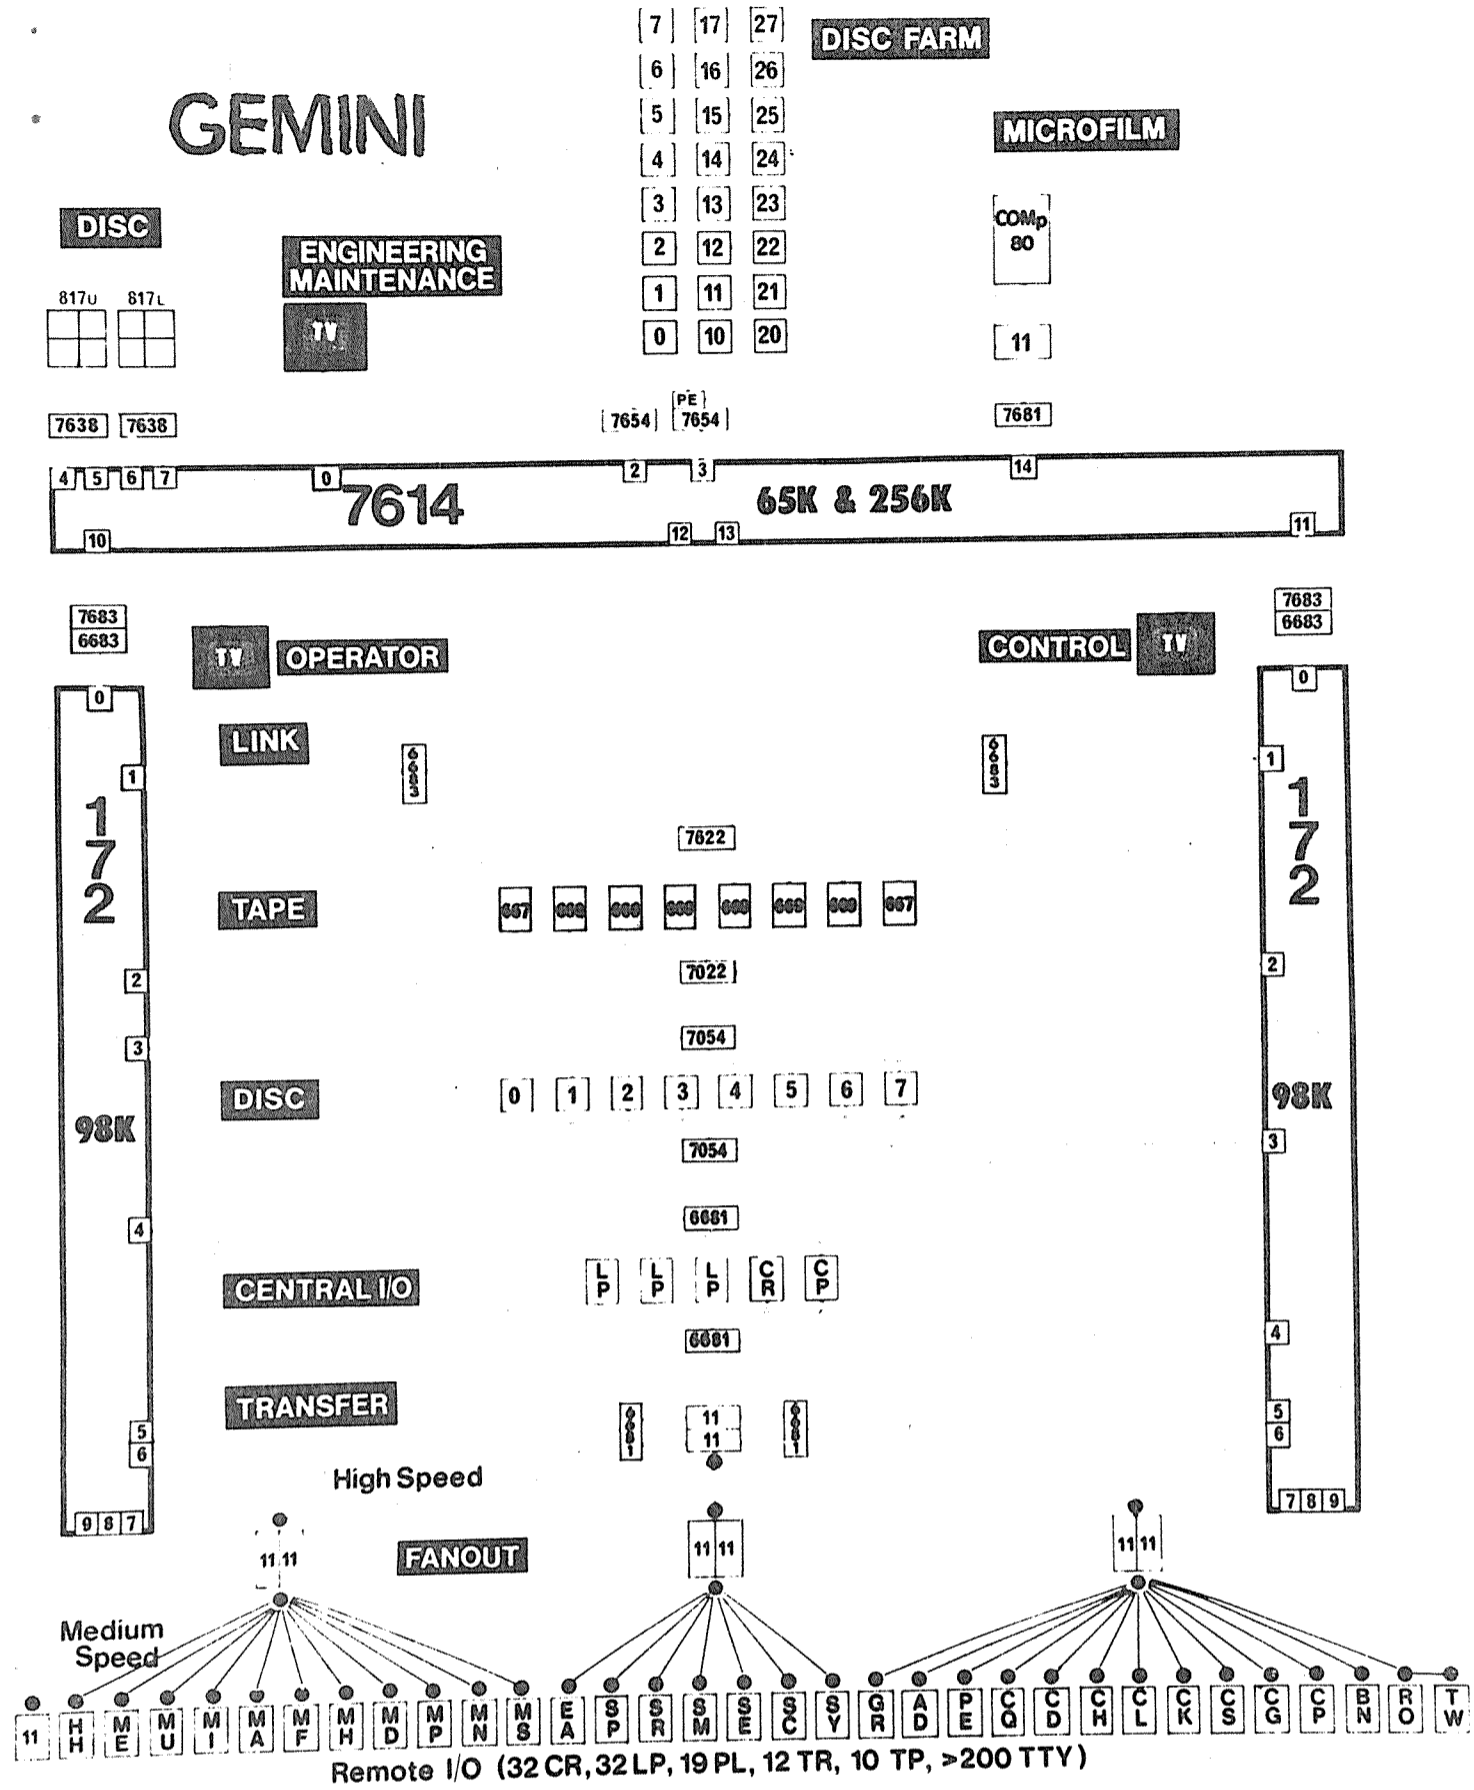 7 17 27
DISC FARM
6 16 26
GEMINI
5 15 25
MICROFILM
4 14 24
3 13 23
COMp
80
DISC
2 12 22
ENGINEERING
MAINTENANCE
817U 817L
1 11 21
TV
0 10 20
11
7638 7638
PE
7654 7654
7681
4 5 6 7 0 2 3 14
7614 65K & 256K
10 12 13 11
7683
6683
TV OPERATOR
CONTROL TV
7683
6683
0
1
172
2
3
98K
4
5
6
9 8 7
0
1
172
2
98K
3
4
5
6
7 8 9
LINK
6683
6683
7622
TAPE
667 667
7022
7054
DISC
0 1 2 3 4 5 6 7
7054
6681
CENTRAL I/O
LP LP LP CR CP
6681
TRANSFER
6681
11
11
6681
High Speed
11 11
FANOUT
11 11
11 11
Medium
Speed
11 HH ME MU MI MA MF MH MD MP MN MS EA SP SR SM SE SC SY GR AD PE CQ CD CH CL CK CS CG CP BN RO TW
Remote I/O (32 CR, 32 LP, 19 PL, 12 TR, 10 TP, >200 TTY)